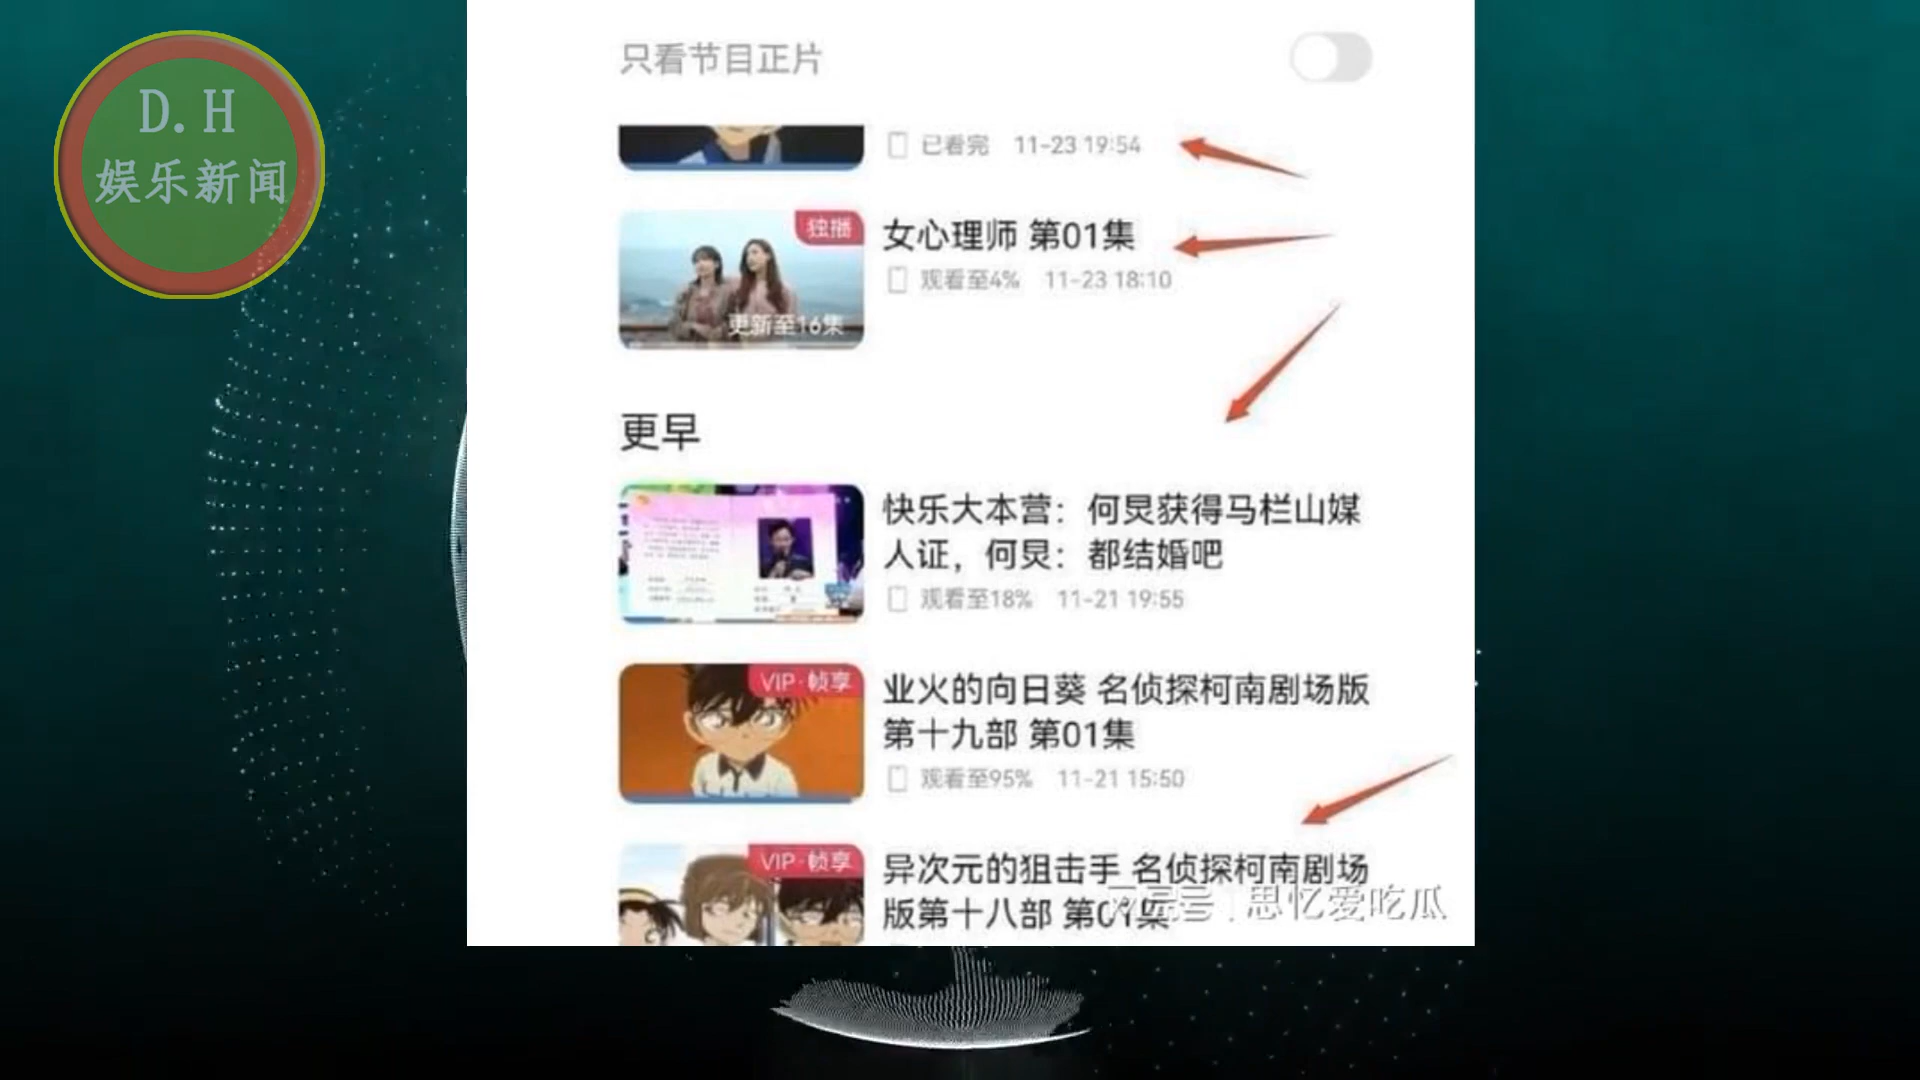 D.H
娱乐新闻
只看节目正片
已看完 11-23 19:54
独播
更新至16集
女心理师 第01集
观看至4% 11-23 18:10
更早
快乐大本营：何炅获得马栏山媒
人证，何炅：都结婚吧
观看至18% 11-21 19:55
VIP·帧享
业火的向日葵 名侦探柯南剧场版
第十九部 第01集
观看至95% 11-21 15:50
VIP·帧享
异次元的狙击手 名侦探柯南剧场
版第十八部 第01集
思忆爱吃瓜